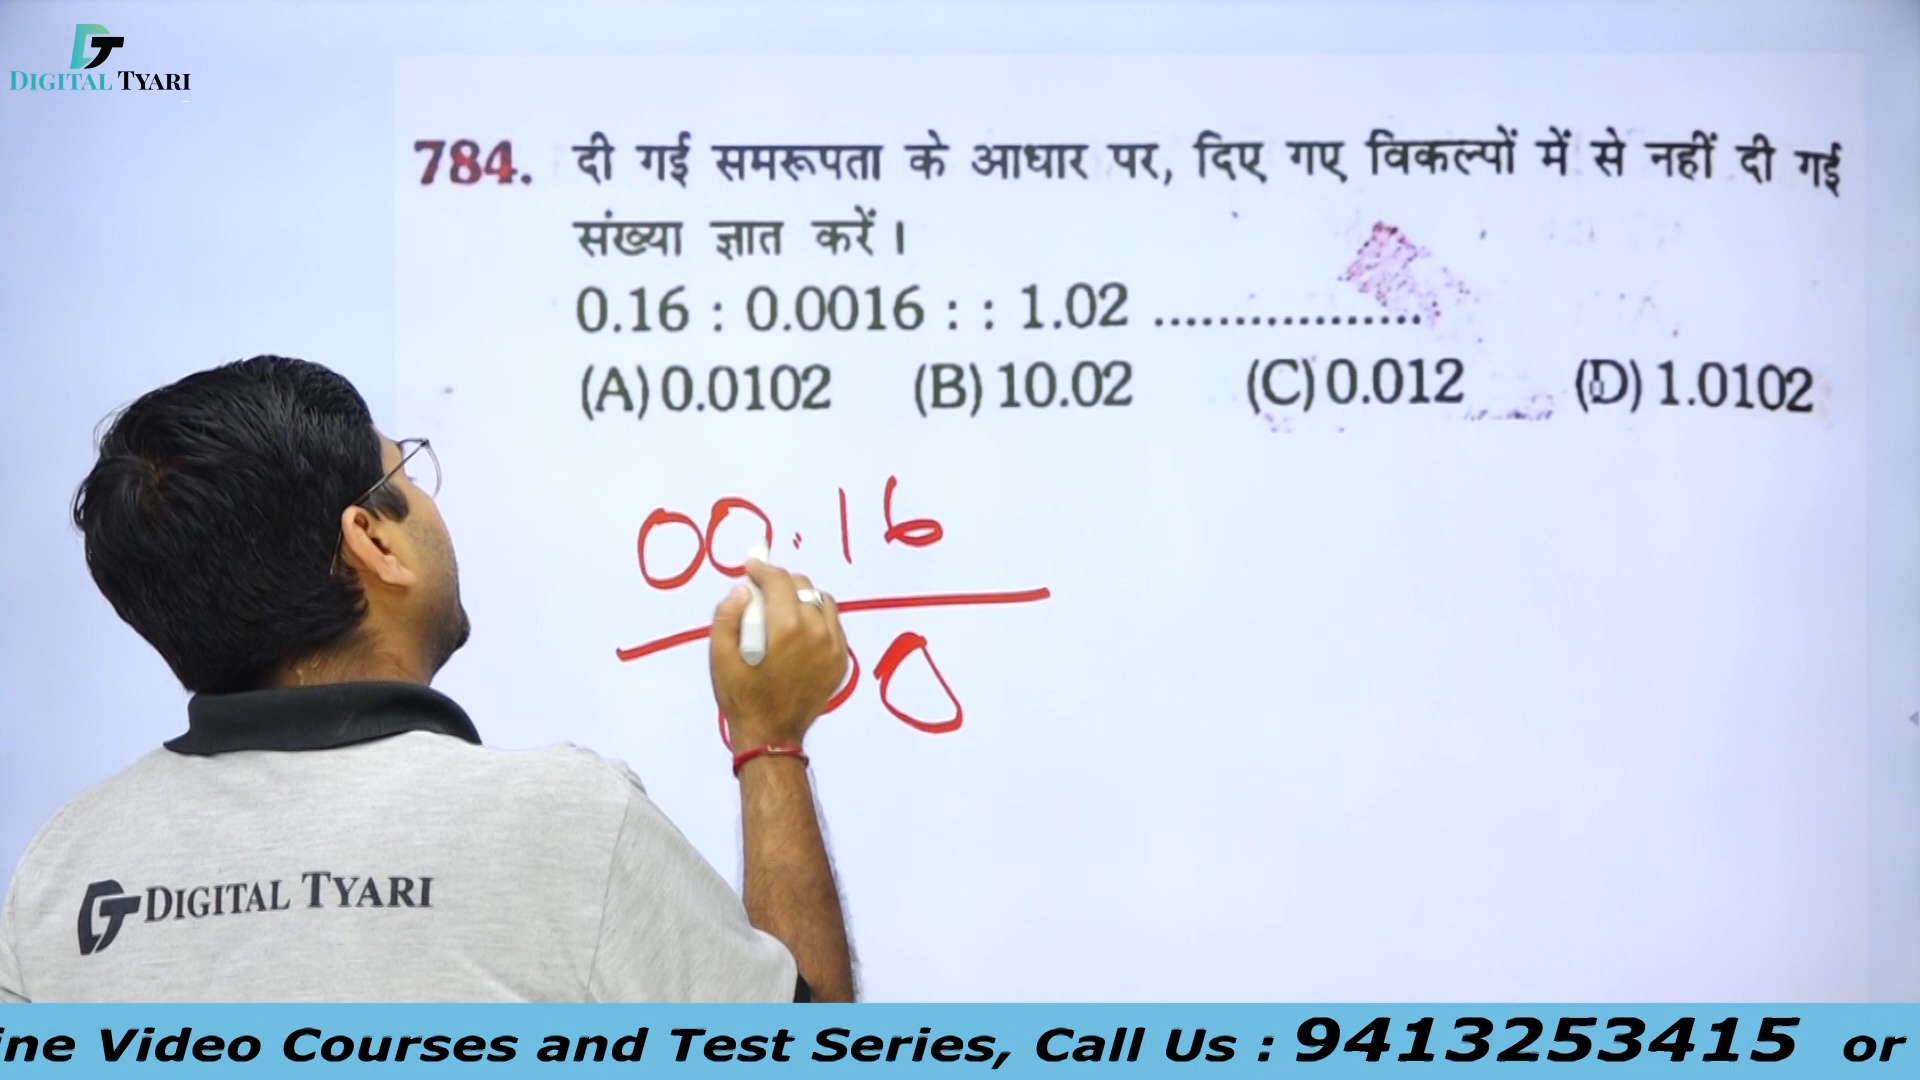 DIGITAL TYARI
784. दी गई समरूपता के आधार पर, दिए गए विकल्पों में से नहीं दी गई
संख्या ज्ञात करें ।
0.16 : 0.0016 : : 1.02 .................
(A) 0.0102 (B) 10.02 (C) 0.012 (D) 1.0102
00.16
00
DIGITAL TYARI
ine Video Courses and Test Series, Call Us : 9413253415 or